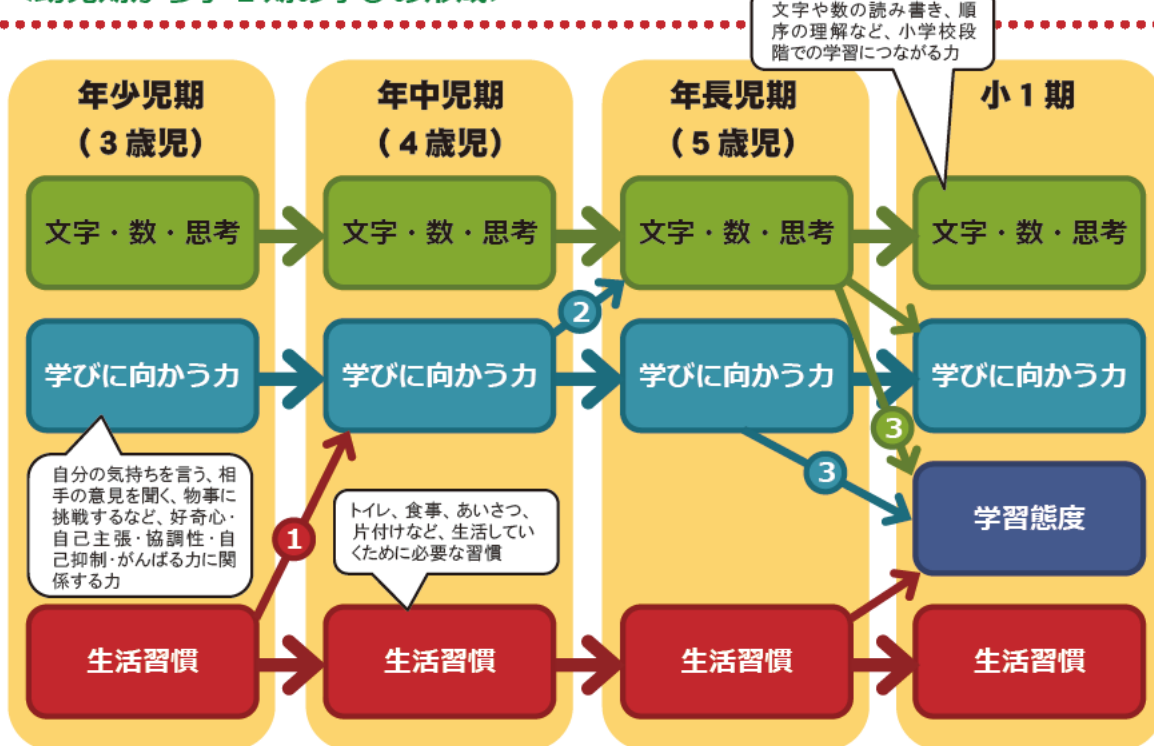 文字や数の読み書き、順
序の理解など、小学校段
階での学習につながる力
年少児期
（３歳児）
年中児期
（４歳児）
年長児期
（５歳児）
小１期
文字・数・思考
文字・数・思考
文字・数・思考
文字・数・思考
2
学びに向かう力
学びに向かう力
学びに向かう力
学びに向かう力
3
3
自分の気持ちを言う、相
手の意見を聞く、物事に
挑戦するなど、好奇心・
自己主張・協調性・自
己抑制・がんばる力に関
係する力
1
トイレ、食事、あいさつ、
片付けなど、生活してい
くために必要な習慣
学習態度
生活習慣
生活習慣
生活習慣
生活習慣